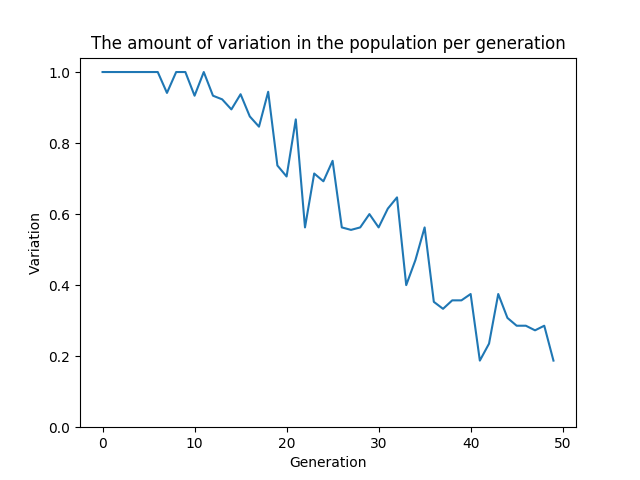 The amount of variation in the population per generation
1.0
0.8
0.6
0.4
0.2
0.0
Variation
0 10 20 30 40 50
Generation